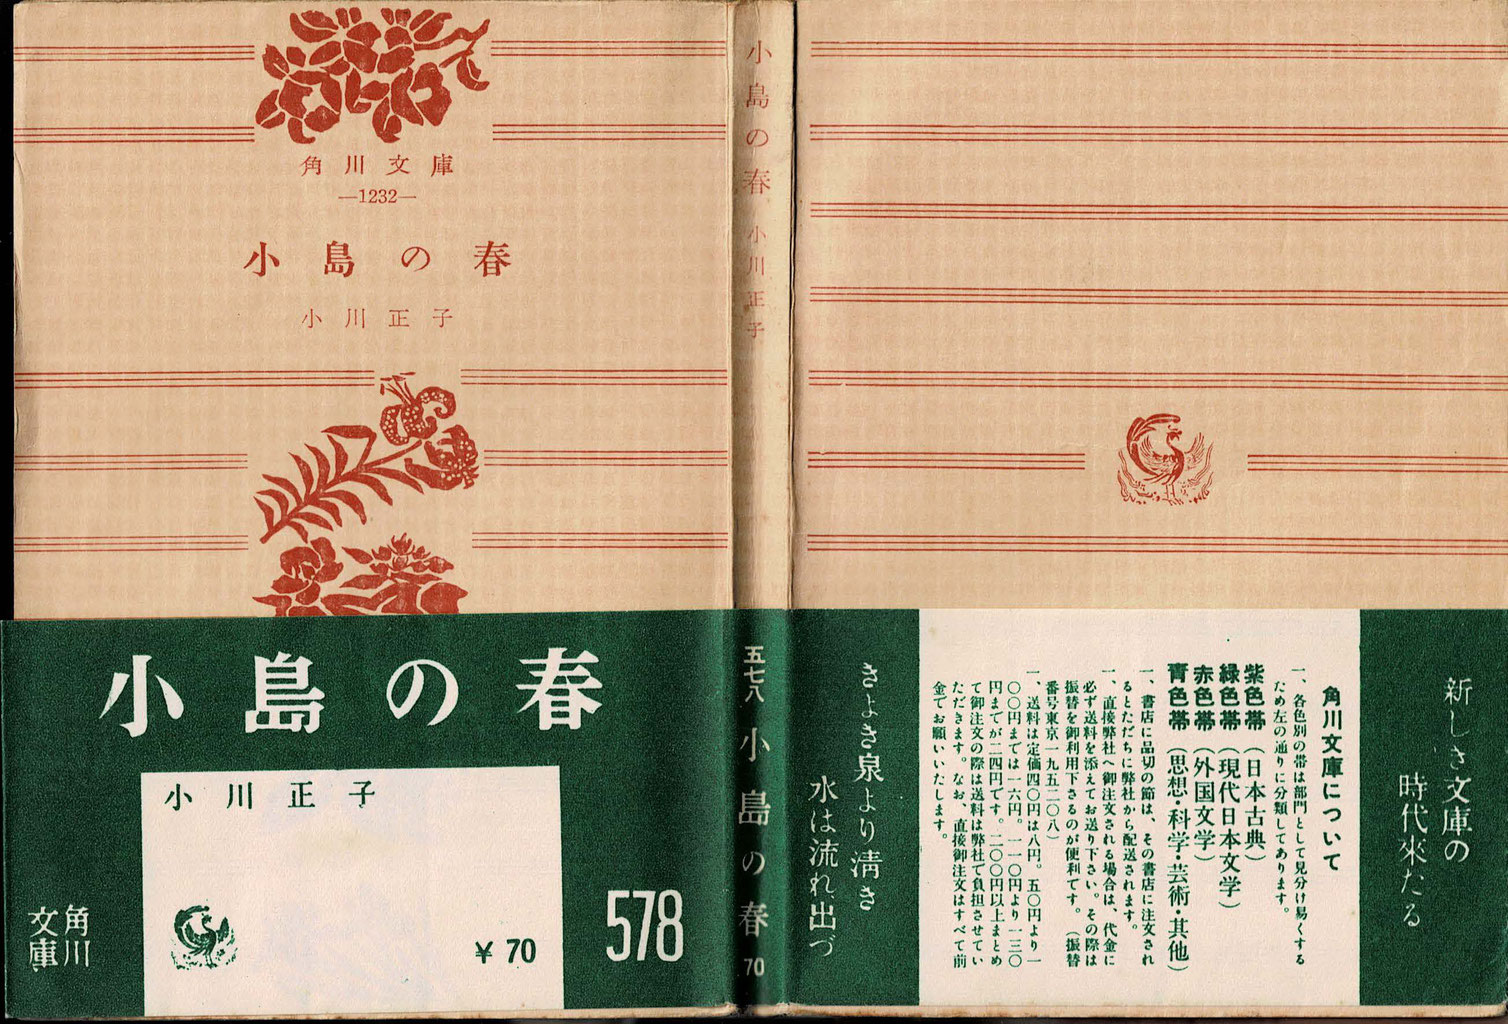 角川文庫
—1232—
小島の春
小川正子
小島の春
小川正子
角川
文庫
¥70
578
小島の春 小川正子
五七八 小島の春 70
きよき泉より清き
水は流れ出づ
角川文庫について
一、各色別の帯は部門として見分け易くする
ため左の通りに分類してあります。
紫色帯(日本古典)
緑色帯(現代日本文学)
赤色帯(外国文学)
青色帯(思想・科学・芸術・其他)
一、書店に品切の節は、その書店に注文され
るとただちに弊社から配送されます。
一、直接弊社へ御注文される場合は、代金に
必ず送料を添えてお送り下さい。その際は
振替を御利用下さるのが便利です。(振替
番号東京一九五二〇八)
一、送料は定価四〇円は八円。五〇円より一
〇〇円までは一六円。一一〇円より一三〇
円までが二四円です。二〇〇円以上まとめ
て御注文の際は送料は弊社で負担させてい
ただきます。なお、直接御注文はすべて前
金でお願いいたします。
新しき文庫の
時代來たる